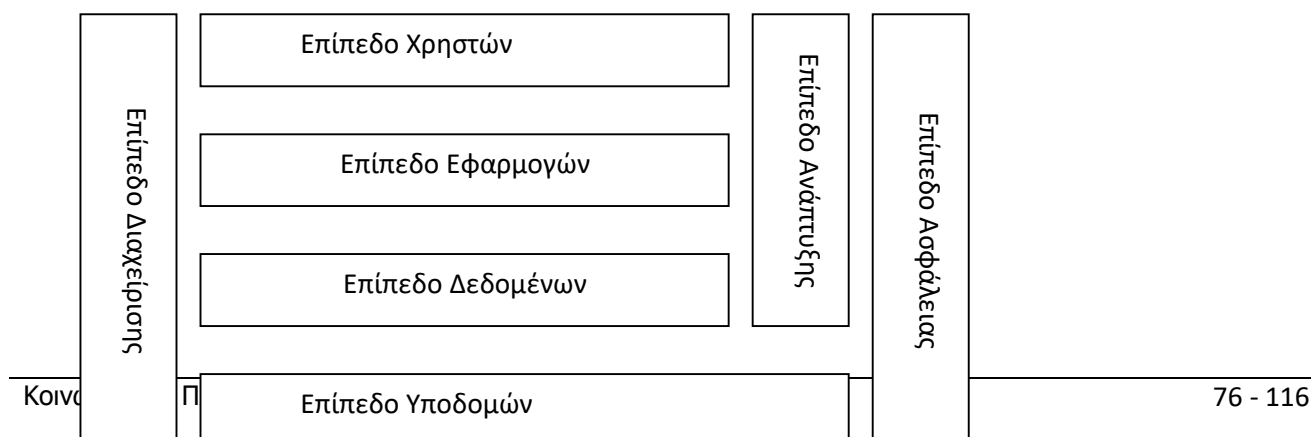 Επίπεδο Χρηστών
Επίπεδο Εφαρμογών
Επίπεδο Δεδομένων
Επίπεδο Υποδομών
Επίπεδο Διαχείρισης
Επίπεδο Ανάπτυξης
Επίπεδο Ασφάλειας
76 - 116